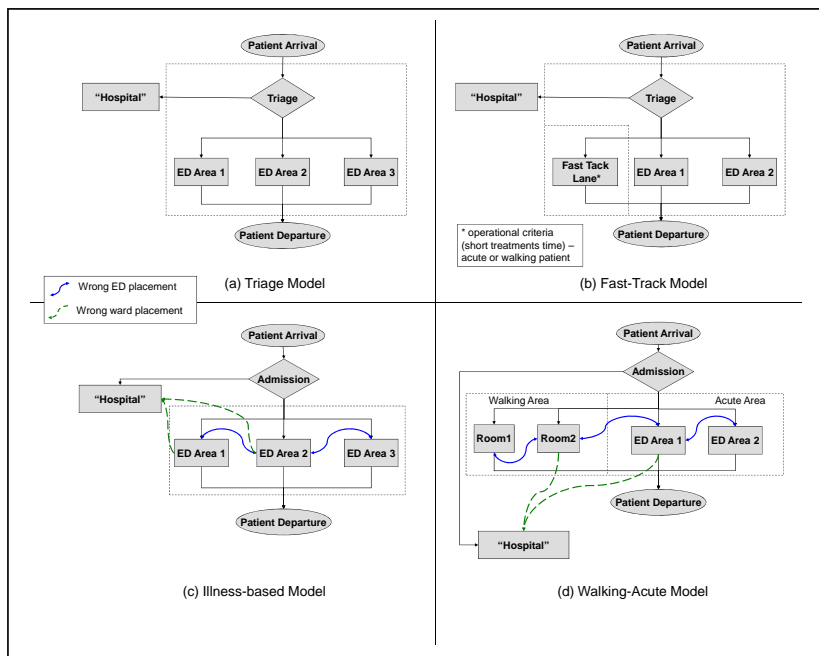 Patient Arrival
Triage
“Hospital”
ED Area 1
ED Area 2
ED Area 3
Patient Departure
(a) Triage Model
Patient Arrival
Triage
“Hospital”
Fast Tack
Lane*
ED Area 1
ED Area 2
Patient Departure
* operational criteria
(short treatments time) –
acute or walking patient
(b) Fast-Track Model
Wrong ED placement
Wrong ward placement
Patient Arrival
Admission
“Hospital”
ED Area 1
ED Area 2
ED Area 3
Patient Departure
(c) Illness-based Model
Patient Arrival
Admission
Walking Area
Acute Area
Room1
Room2
ED Area 1
ED Area 2
Patient Departure
“Hospital”
(d) Walking-Acute Model